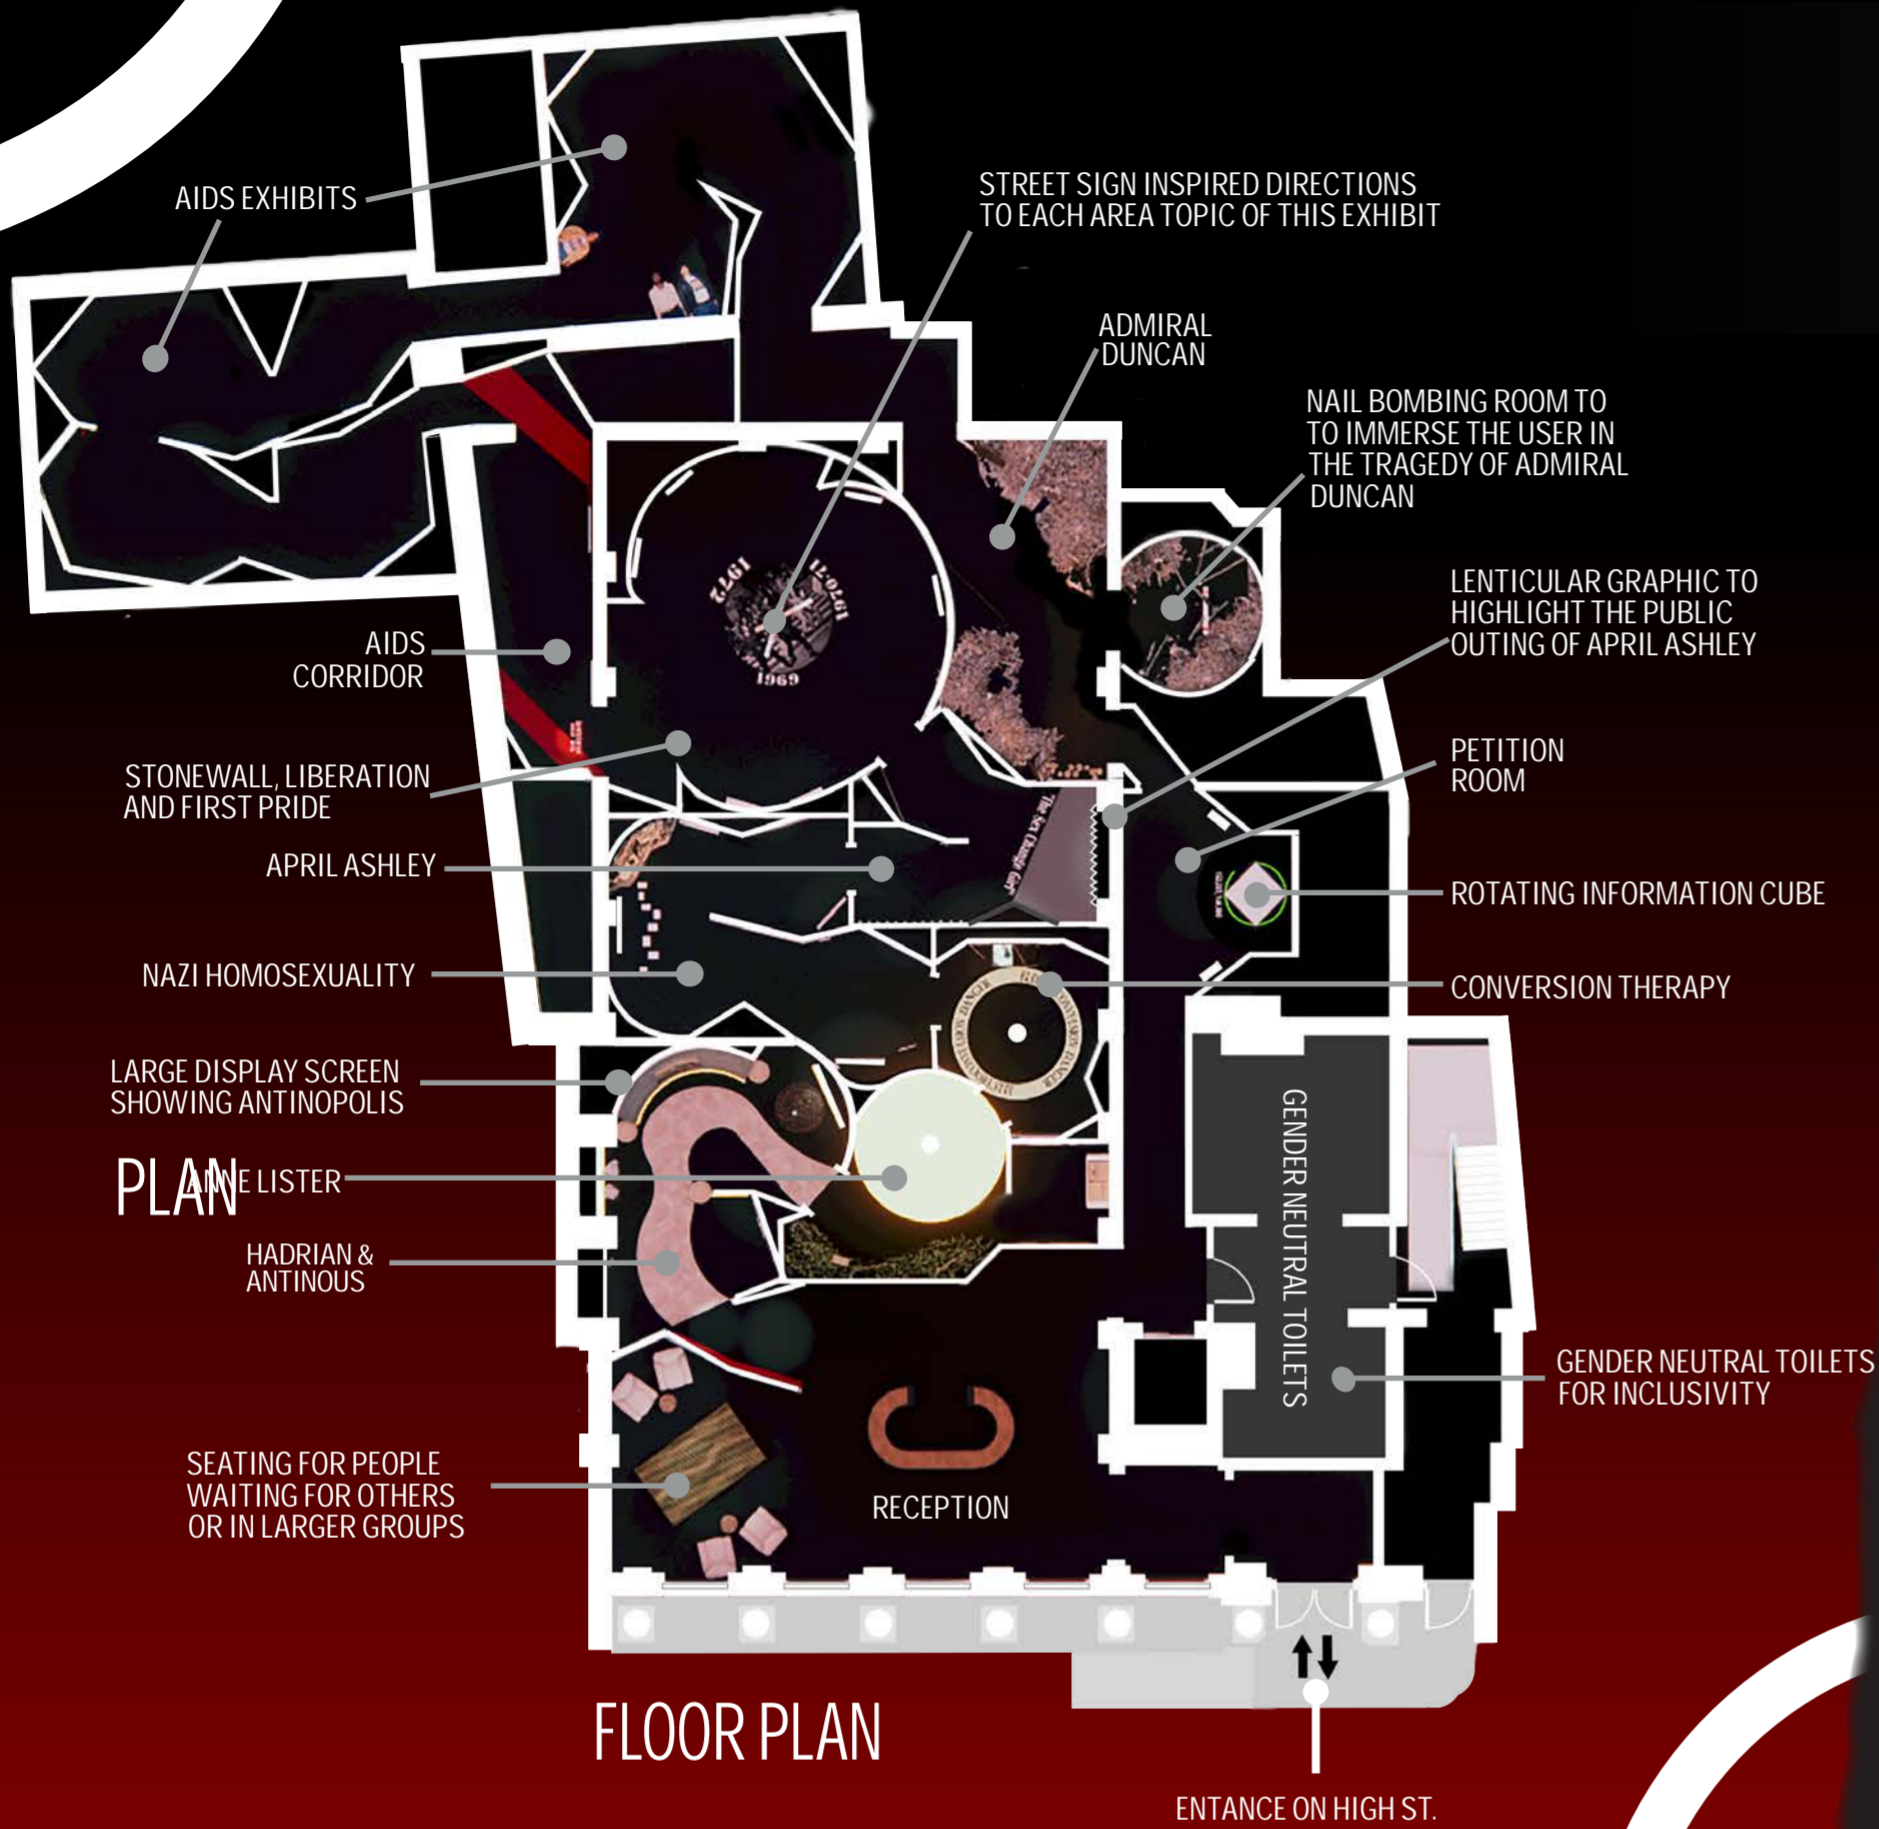 AIDS EXHIBITS
STREET SIGN INSPIRED DIRECTIONS
TO EACH AREA TOPIC OF THIS EXHIBIT
ADMIRAL
DUNCAN
NAIL BOMBING ROOM TO
TO IMMERSE THE USER IN
THE TRAGEDY OF ADMIRAL
DUNCAN
LENTICULAR GRAPHIC TO
HIGHLIGHT THE PUBLIC
OUTING OF APRIL ASHLEY
1972
1970-71
1969
AIDS
CORRIDOR
STONEWALL, LIBERATION
AND FIRST PRIDE
PETITION
ROOM
APRIL ASHLEY
"The Sex Change Girl"
ROTATING INFORMATION CUBE
NAZI HOMOSEXUALITY
CONVERSION THERAPY
LARGE DISPLAY SCREEN
SHOWING ANTINOPOLIS
PLAN
ANNE LISTER
HADRIAN &
ANTINOUS
GENDER NEUTRAL TOILETS
GENDER NEUTRAL TOILETS
FOR INCLUSIVITY
SEATING FOR PEOPLE
WAITING FOR OTHERS
OR IN LARGER GROUPS
RECEPTION
FLOOR PLAN
ENTANCE ON HIGH ST.